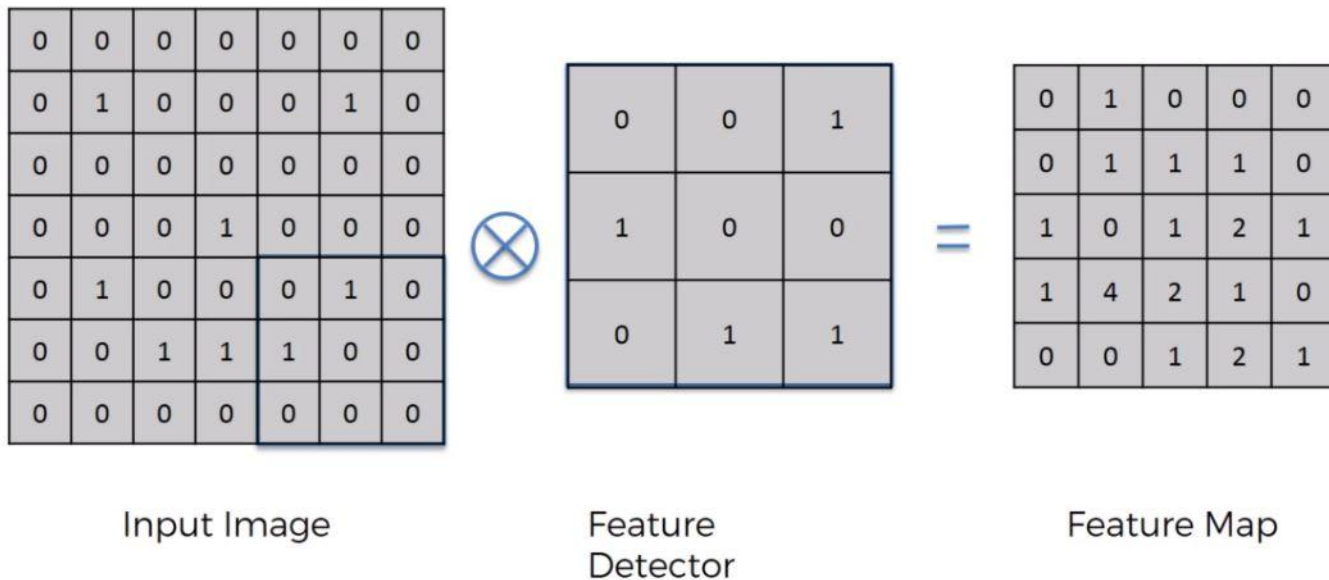 0 0 0 0 0 0 0
0 1 0 0 0 1 0
0 0 0 0 0 0 0
0 0 0 1 0 0 0
0 1 0 0 0 1 0
0 0 1 1 1 0 0
0 0 0 0 0 0 0
0 0 1
1 0 0
0 1 1
=
0 1 0 0 0
0 1 1 1 0
1 0 1 2 1
1 4 2 1 0
0 0 1 2 1
Input Image
Feature
Detector
Feature Map